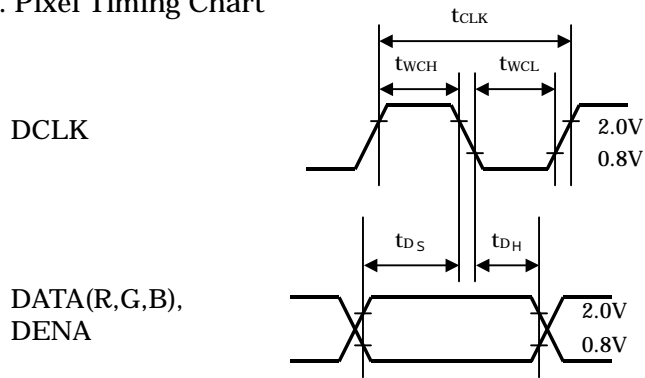 . Pixel Timing Chart
tCLK
tWCH tWCL
DCLK
2.0V
0.8V
tDS tDH
DATA(R,G,B),
DENA
2.0V
0.8V